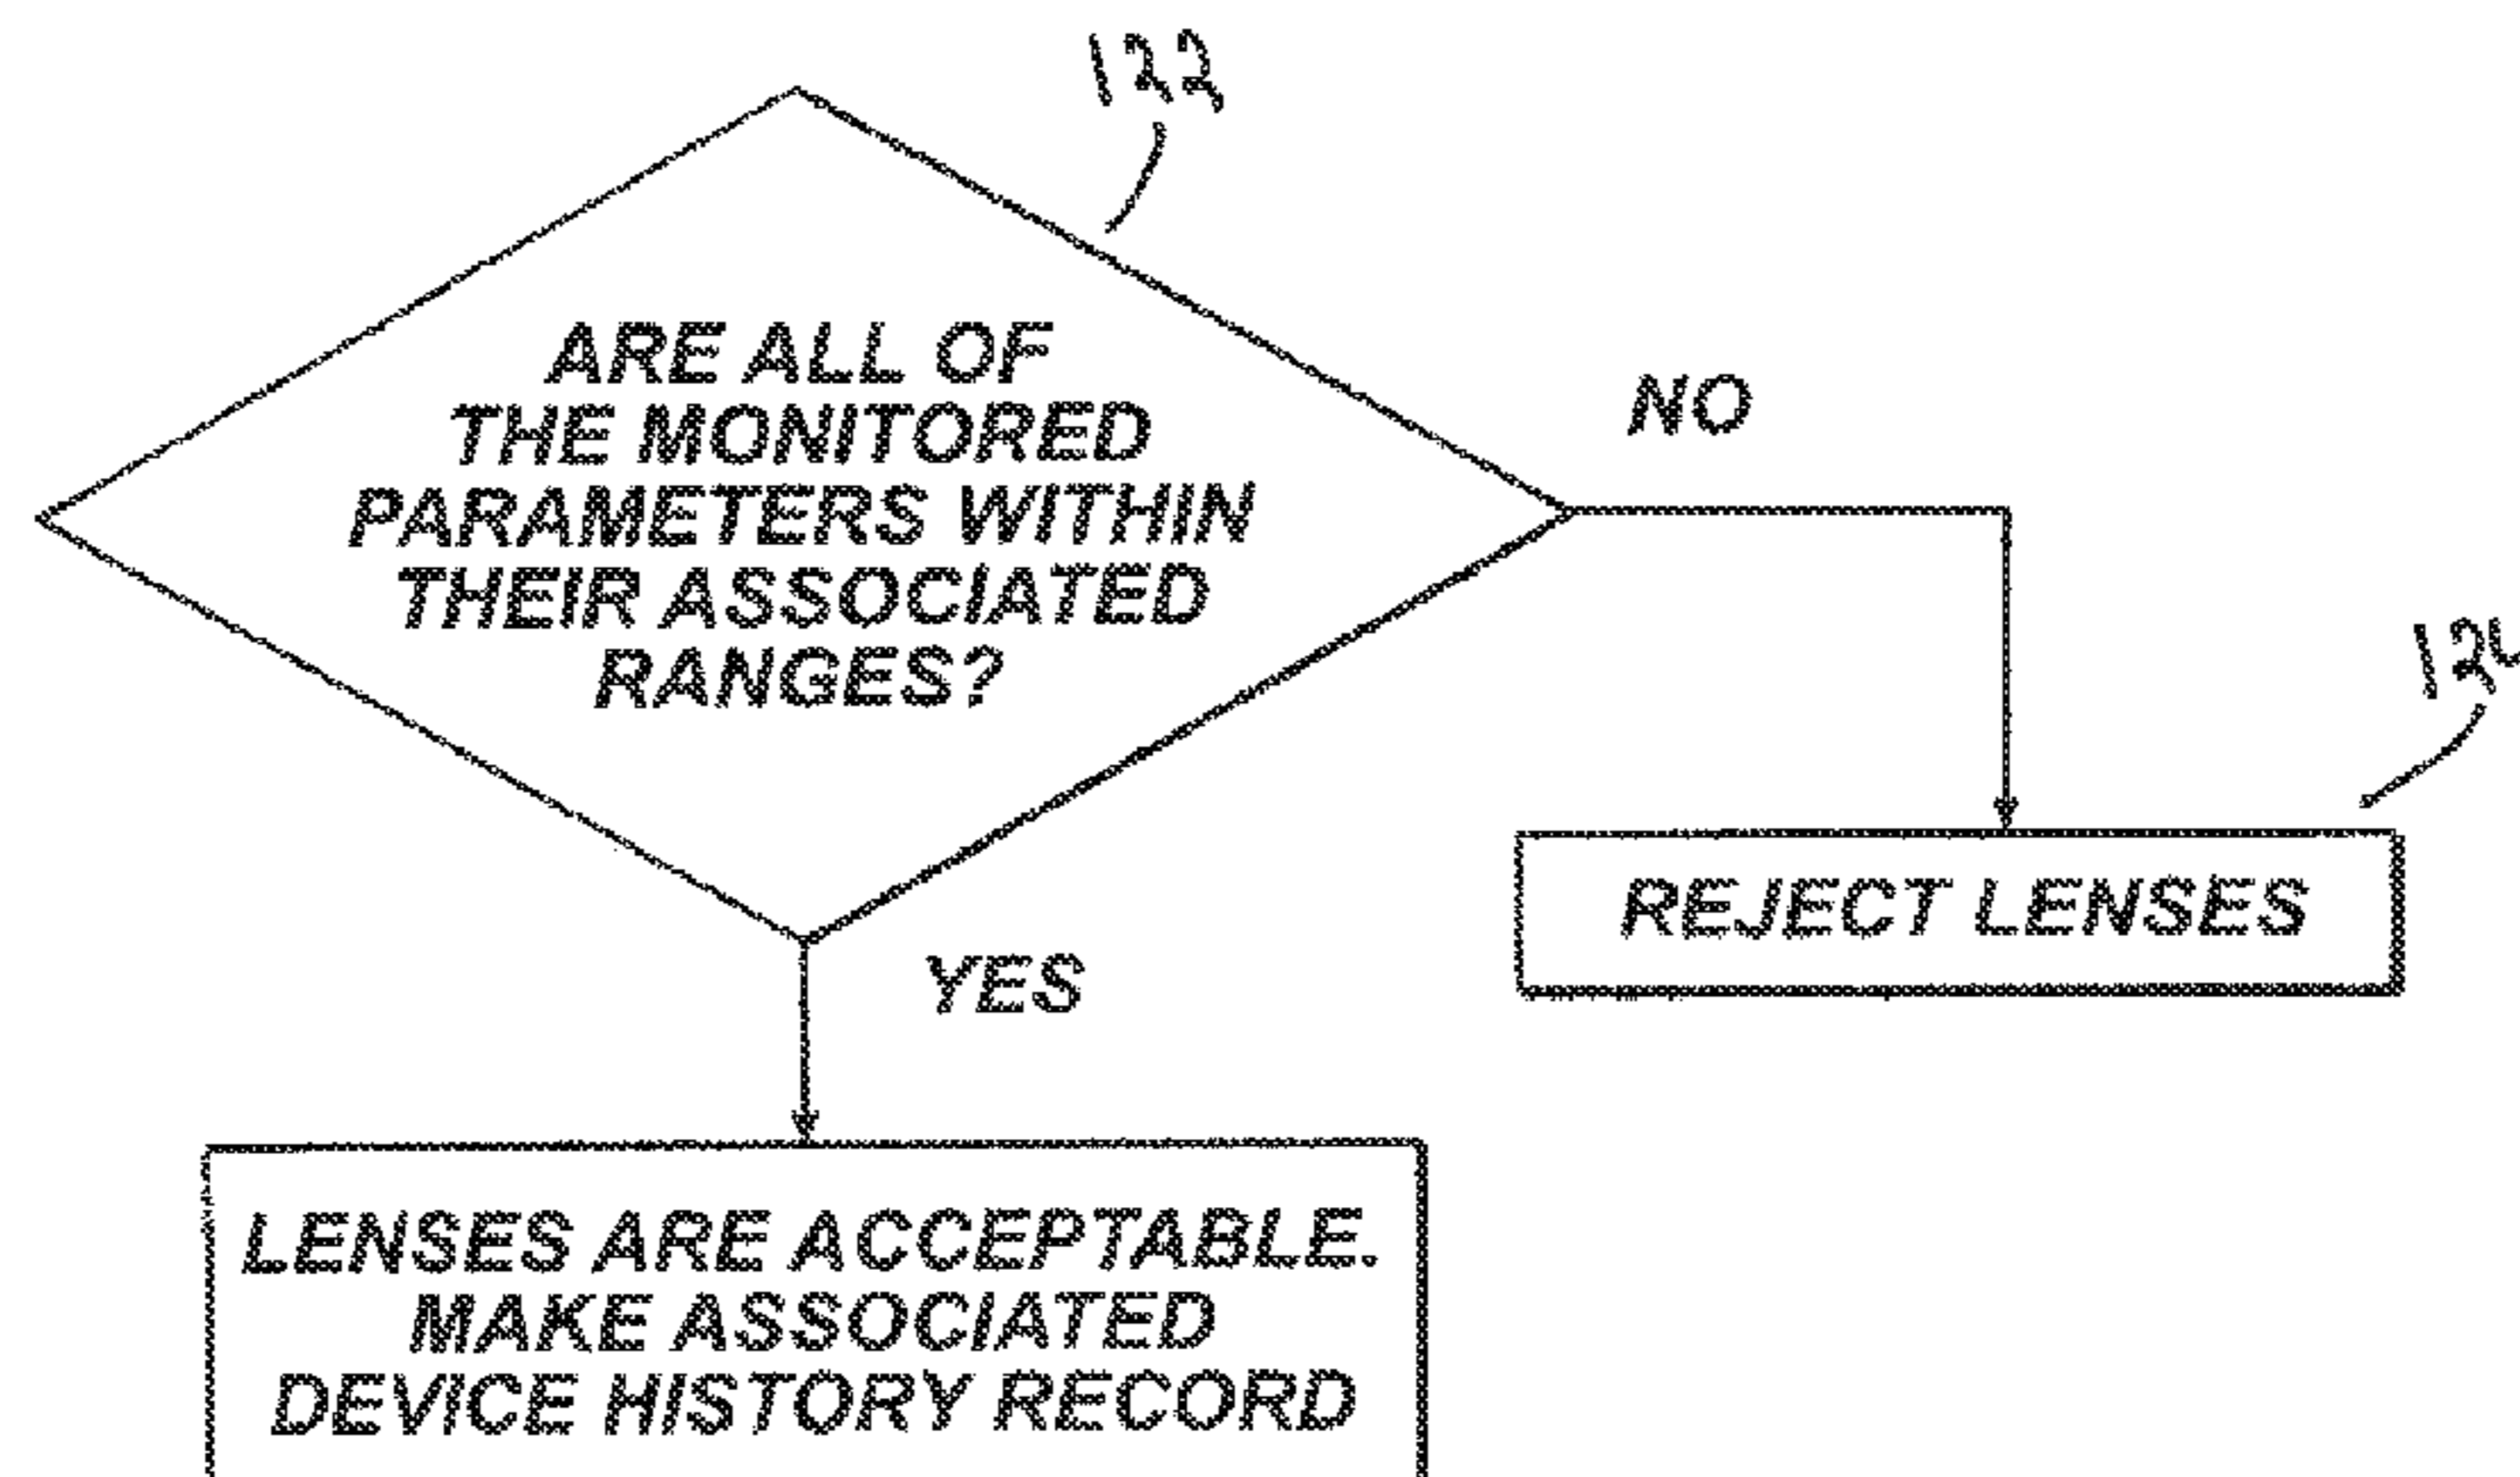 122
ARE ALL OF
THE MONITORED
PARAMETERS WITHIN
THEIR ASSOCIATED
RANGES?
NO
REJECT LENSES
YES
LENSES ARE ACCEPTABLE.
MAKE ASSOCIATED
DEVICE HISTORY RECORD